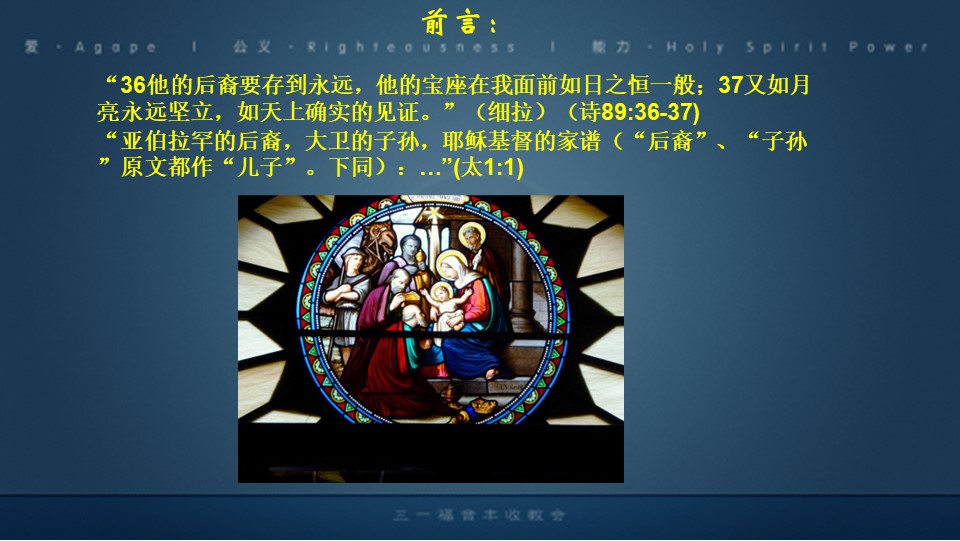 前言：
爱 · Agape | 公义 · Righteousness | 能力 · Holy Spirit Power
“36他的后裔要存到永远，他的宝座在我面前如日之恒一般；37又如月
亮永远坚立，如天上确实的见证。”（细拉）（诗89:36-37)
“亚伯拉罕的后裔，大卫的子孙，耶稣基督的家谱（“后裔”、“子孙
”原文都作“儿子”。下同）：…”(太1:1)
三一福音丰收教会